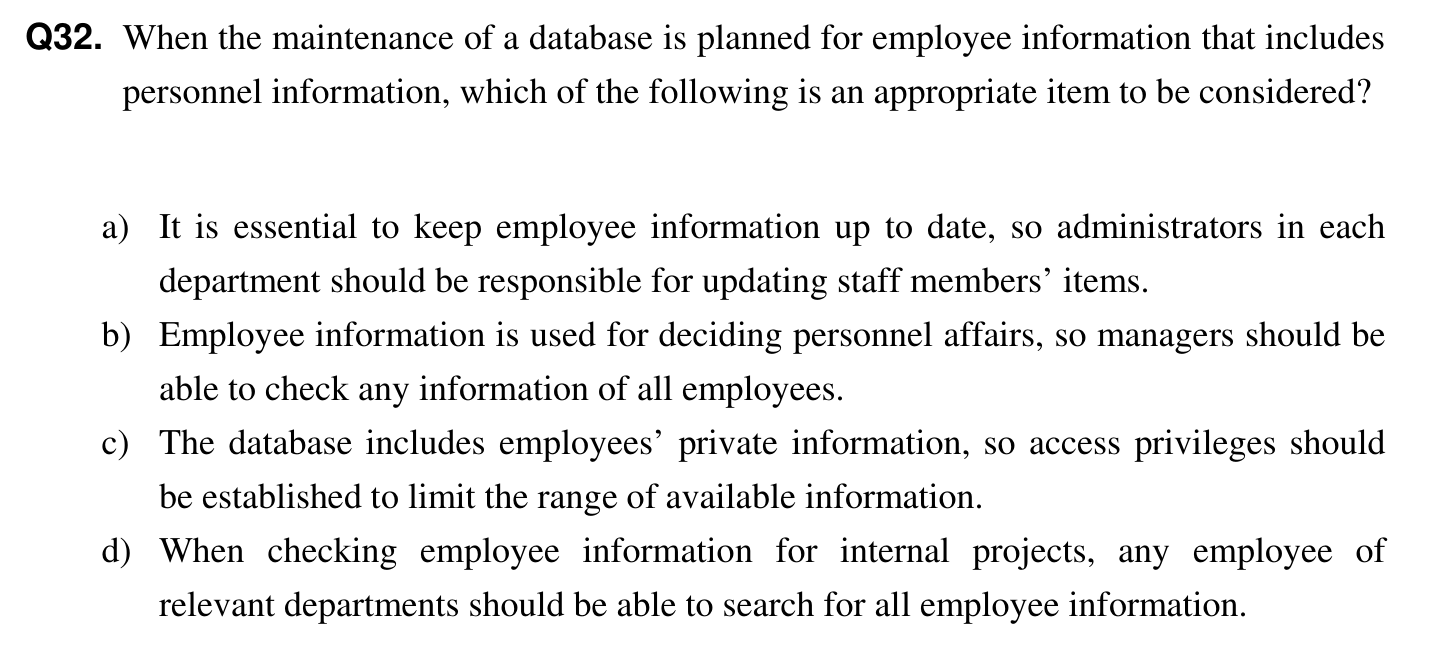 Q32. When the maintenance of a database is planned for employee information that includes
personnel information, which of the following is an appropriate item to be considered?
a) It is essential to keep employee information up to date, so administrators in each
department should be responsible for updating staff members’ items.
b) Employee information is used for deciding personnel affairs, so managers should be
able to check any information of all employees.
c) The database includes employees’ private information, so access privileges should
be established to limit the range of available information.
d) When checking employee information for internal projects, any employee of
relevant departments should be able to search for all employee information.